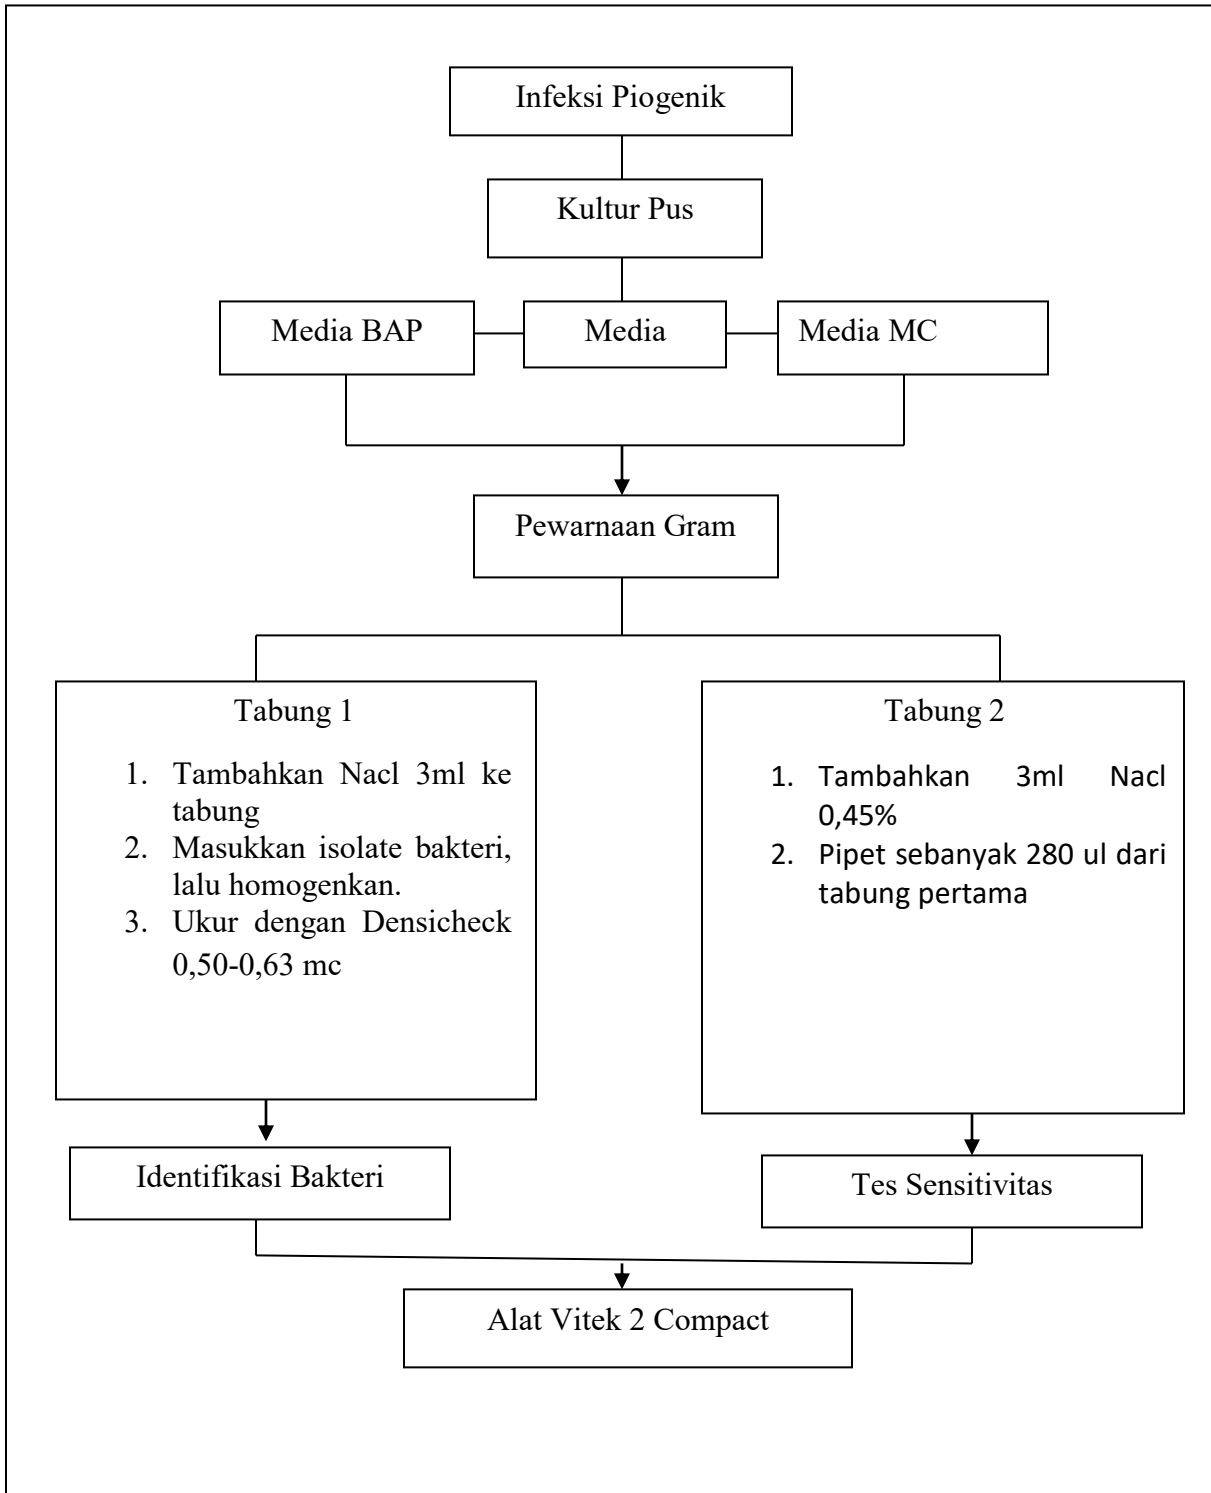 Infeksi Piogenik
Kultur Pus
Media BAP
Media
Media MC
Pewarnaan Gram
Tabung 1
1. Tambahkan Nacl 3ml ke
tabung
2. Masukkan isolate bakteri,
lalu homogenkan.
3. Ukur dengan Densicheck
0,50-0,63 mc
Tabung 2
1. Tambahkan 3ml Nacl
0,45%
2. Pipet sebanyak 280 ul dari
tabung pertama
Identifikasi Bakteri
Tes Sensitivitas
Alat Vitek 2 Compact